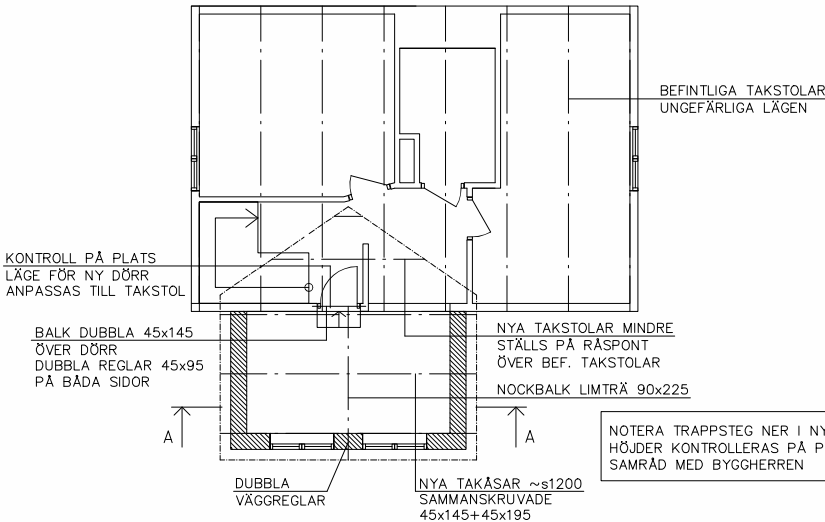 BEFINTLIGA TAKSTOLAR
UNGEFÄRLIGA LÄGEN
KONTROLL PÅ PLATS
LÄGE FÖR NY DÖRR
ANPASSAS TILL TAKSTOL
BALK DUBBLA 45x145
ÖVER DÖRR
DUBBLA REGLAR 45x95
PÅ BÅDA SIDOR
NYA TAKSTOLAR MINDRE
STÄLLS PÅ RÅSPONT
ÖVER BEF. TAKSTOLAR
NOCKBALK LIMTRÄ 90x225
A
A
NOTERA TRAPPSTEG NER I NY
HÖJDER KONTROLLERAS PÅ P
SAMRÅD MED BYGGHERREN
DUBBLA
VÄGGREGLAR
NYA TAKÅSAR ~s1200
SAMMANSKRUVADE
45x145+45x195